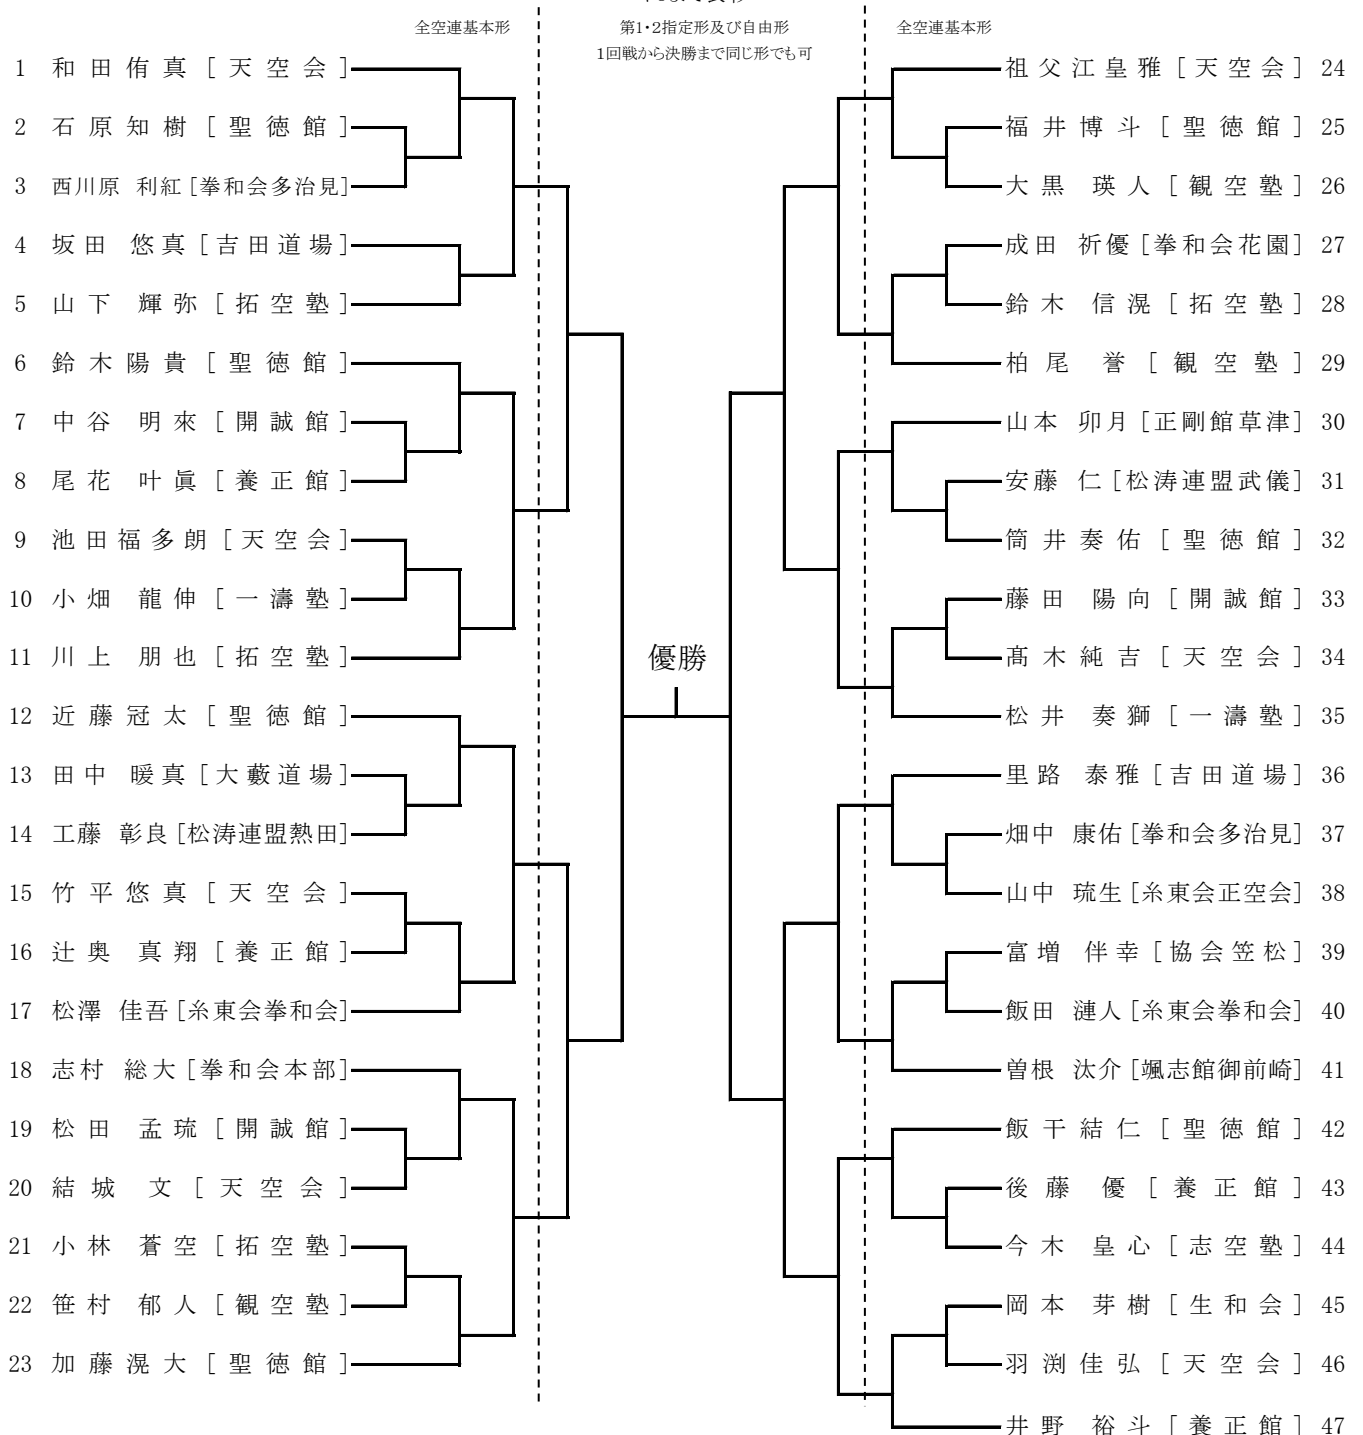 全空連基本形
第1・2指定形及び自由形
1回戦から決勝まで同じ形でも可
全空連基本形
1 和田侑真 [天空会]
2 石原知樹 [聖徳館]
3 西川原 利紅 [拳和会多治見]
4 坂田 悠真 [吉田道場]
5 山下 輝弥 [拓空塾]
6 鈴木陽貴 [聖徳館]
7 中谷 明來 [開誠館]
8 尾花 叶眞 [養正館]
9 池田福多朗 [天空会]
10 小畑 龍伸 [一濤塾]
11 川上 朋也 [拓空塾]
12 近藤冠太 [聖徳館]
13 田中 暖真 [大藪道場]
14 工藤 彰良 [松涛連盟熱田]
15 竹平悠真 [天空会]
16 辻奥 真翔 [養正館]
17 松澤 佳吾 [糸東会拳和会]
18 志村 総大 [拳和会本部]
19 松田 孟琉 [開誠館]
20 結城 文 [天空会]
21 小林 蒼空 [拓空塾]
22 笹村 郁人 [観空塾]
23 加藤滉大 [聖徳館]
優勝
祖父江皇雅 [天空会] 24
福井博斗 [聖徳館] 25
大黒 瑛人 [観空塾] 26
成田 祈優 [拳和会花園] 27
鈴木 信滉 [拓空塾] 28
柏尾 誉 [観空塾] 29
山本 卯月 [正剛館草津] 30
安藤 仁 [松涛連盟武儀] 31
筒井奏佑 [聖徳館] 32
藤田 陽向 [開誠館] 33
髙木純吉 [天空会] 34
松井 奏獅 [一濤塾] 35
里路 泰雅 [吉田道場] 36
畑中 康佑 [拳和会多治見] 37
山中 琉生 [糸東会正空会] 38
富増 伴幸 [協会笠松] 39
飯田 漣人 [糸東会拳和会] 40
曽根 汰介 [颯志館御前崎] 41
飯干結仁 [聖徳館] 42
後藤 優 [養正館] 43
今木 皇心 [志空塾] 44
岡本 芽樹 [生和会] 45
羽渕佳弘 [天空会] 46
井野 裕斗 [養正館] 47